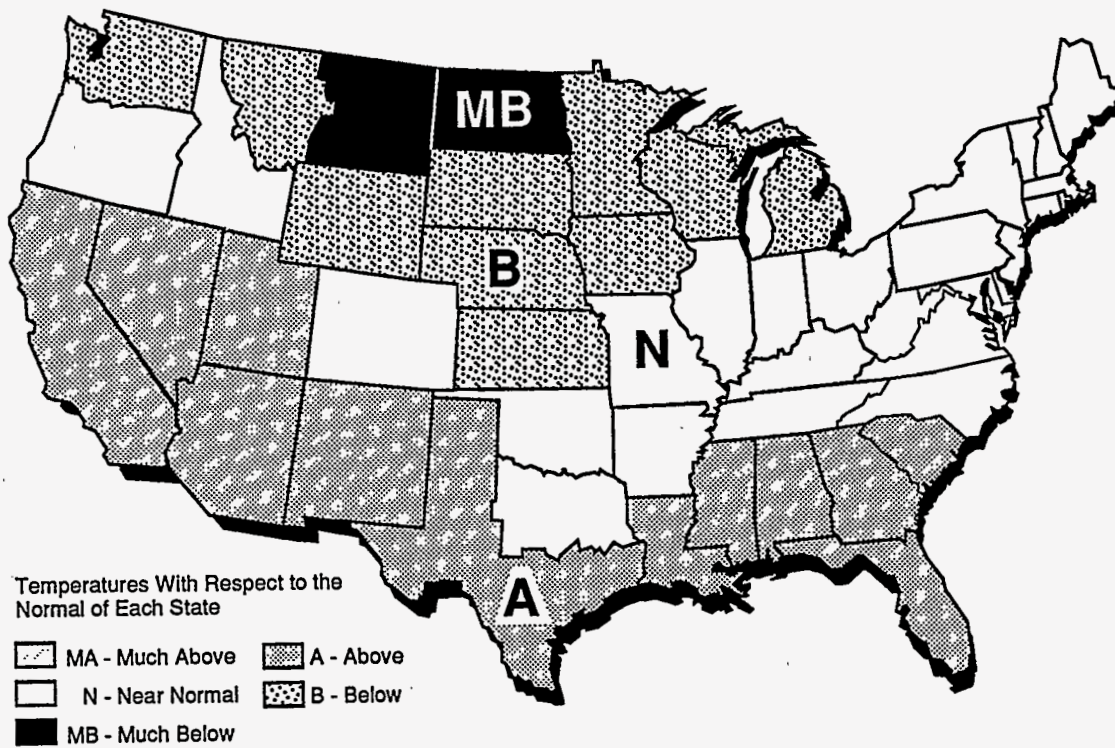 MB
B
N
A
Temperatures With Respect to the
Normal of Each State
MA - Much Above
A - Above
N - Near Normal
B - Below
MB - Much Below